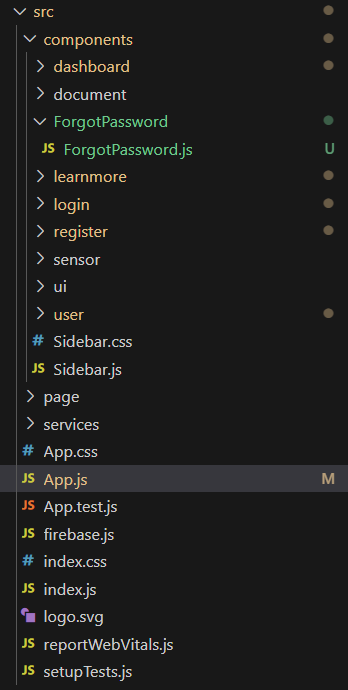 src
components
dashboard
document
ForgotPassword
JS ForgotPassword.js U
learnmore
login
register
sensor
ui
user
# Sidebar.css
JS Sidebar.js
page
services
# App.css
JS App.js M
JS App.test.js
JS firebase.js
# index.css
JS index.js
logo.svg
JS reportWebVitals.js
JS setupTests.js